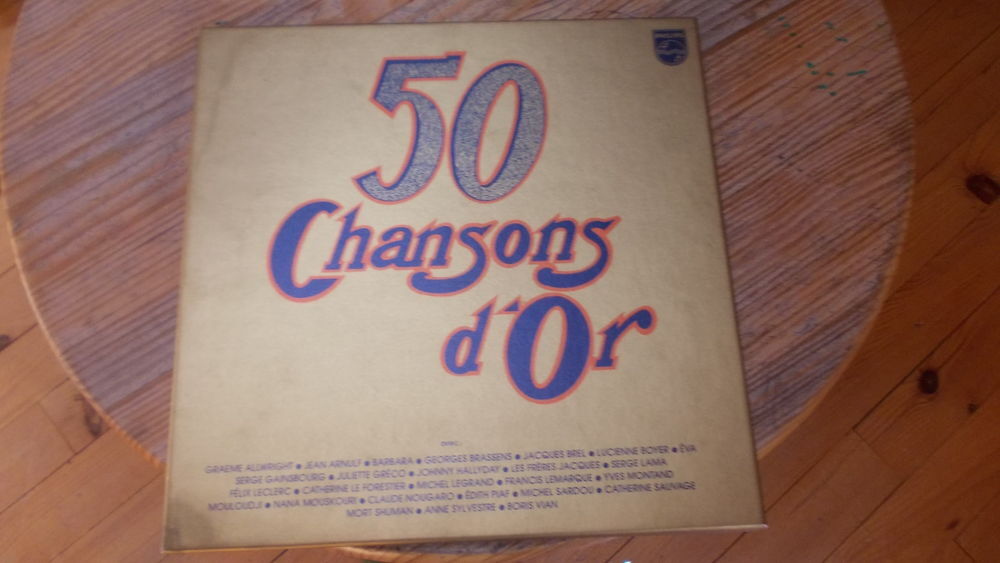 PHILIPS
50
Chansons
d'Or
AVEC :
GRAEME ALLWRIGHT • JEAN ARNULF • BARBARA • GEORGES BRASSENS • JACQUES BREL • LUCIENNE BOYER • ÉVA
SERGE GAINSBOURG • JULIETTE GRÉCO • JOHNNY HALLYDAY • LES FRÈRES JACQUES • SERGE LAMA
FÉLIX LECLERC • CATHERINE LE FORESTIER • MICHEL LEGRAND • FRANCIS LEMARQUE • YVES MONTAND
MOULOUDJI • NANA MOUSKOURI • CLAUDE NOUGARO • ÉDITH PIAF • MICHEL SARDOU • CATHERINE SAUVAGE
MORT SHUMAN • ANNE SYLVESTRE • BORIS VIAN